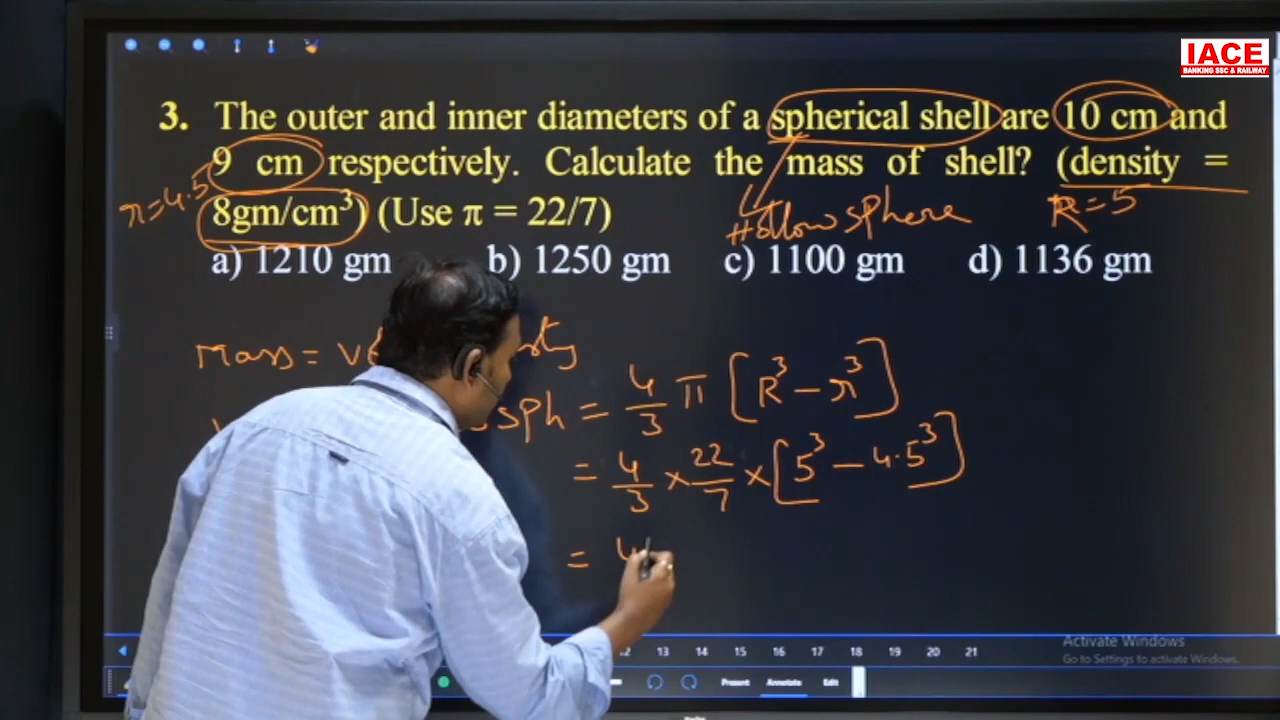 IACE
BANKING SSC & RAILWAY
3. The outer and inner diameters of a spherical shell are 10 cm and
9 cm respectively. Calculate the mass of shell? (density =
8gm/cm³) (Use π = 22/7)
r=4.5
Hollow sphere
R=5
a) 1210 gm b) 1250 gm c) 1100 gm d) 1136 gm
Mass =
sph = 4/3 π [R³ - r³]
= 4/3 × 22/7 × [5³ - 4.5³]
= 4
Activate Windows
Go to Settings to activate Windows.
12 13 14 15 16 17 18 19 20 21
Present Annotate Edit